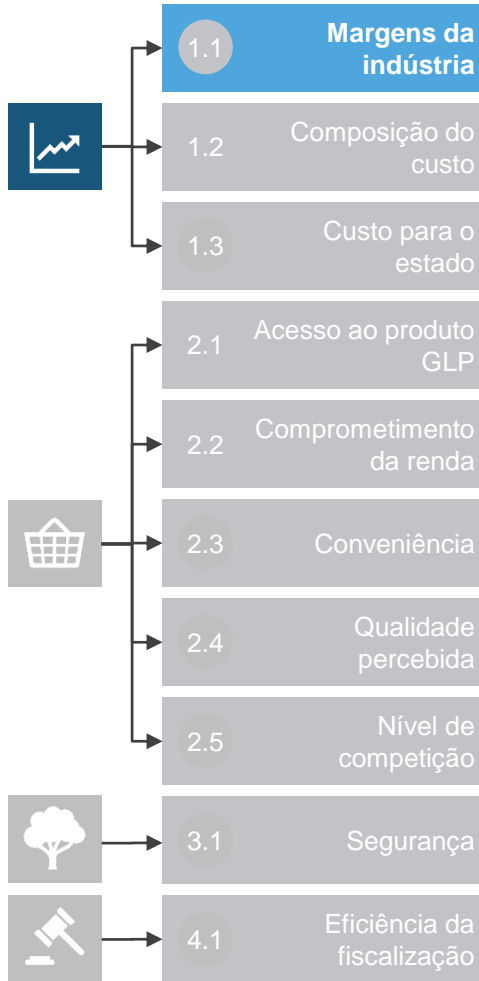 1.1
Margens da
indústria
1.2
Composição do
custo
1.3
Custo para o
estado
2.1
Acesso ao produto
GLP
2.2
Comprometimento
da renda
2.3
Conveniência
2.4
Qualidade
percebida
2.5
Nível de
competição
3.1
Segurança
4.1
Eficiência da
fiscalização